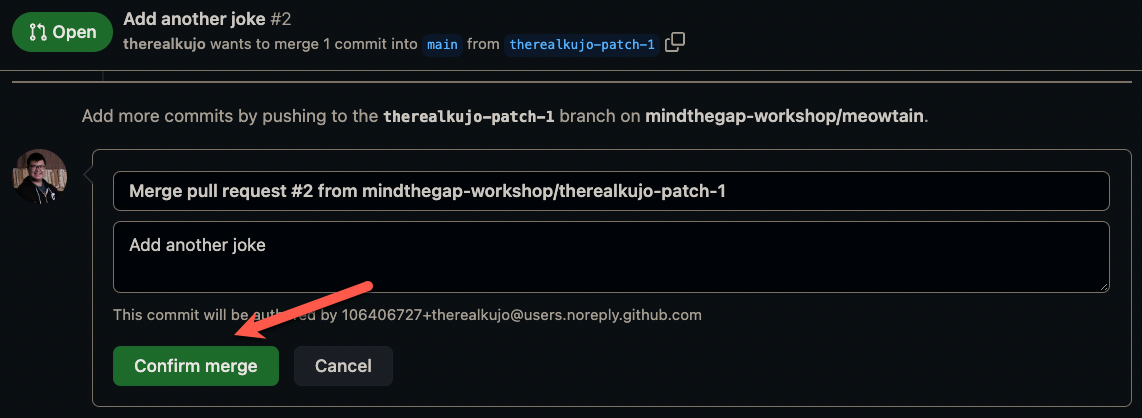 Open
Add another joke #2
therealkujo wants to merge 1 commit into main from therealkujo-patch-1
Add more commits by pushing to the therealkujo-patch-1 branch on mindthegap-workshop/meowtain.
Merge pull request #2 from mindthegap-workshop/therealkujo-patch-1
Add another joke
This commit will be authored by 106406727+therealkujo@users.noreply.github.com
Confirm merge
Cancel